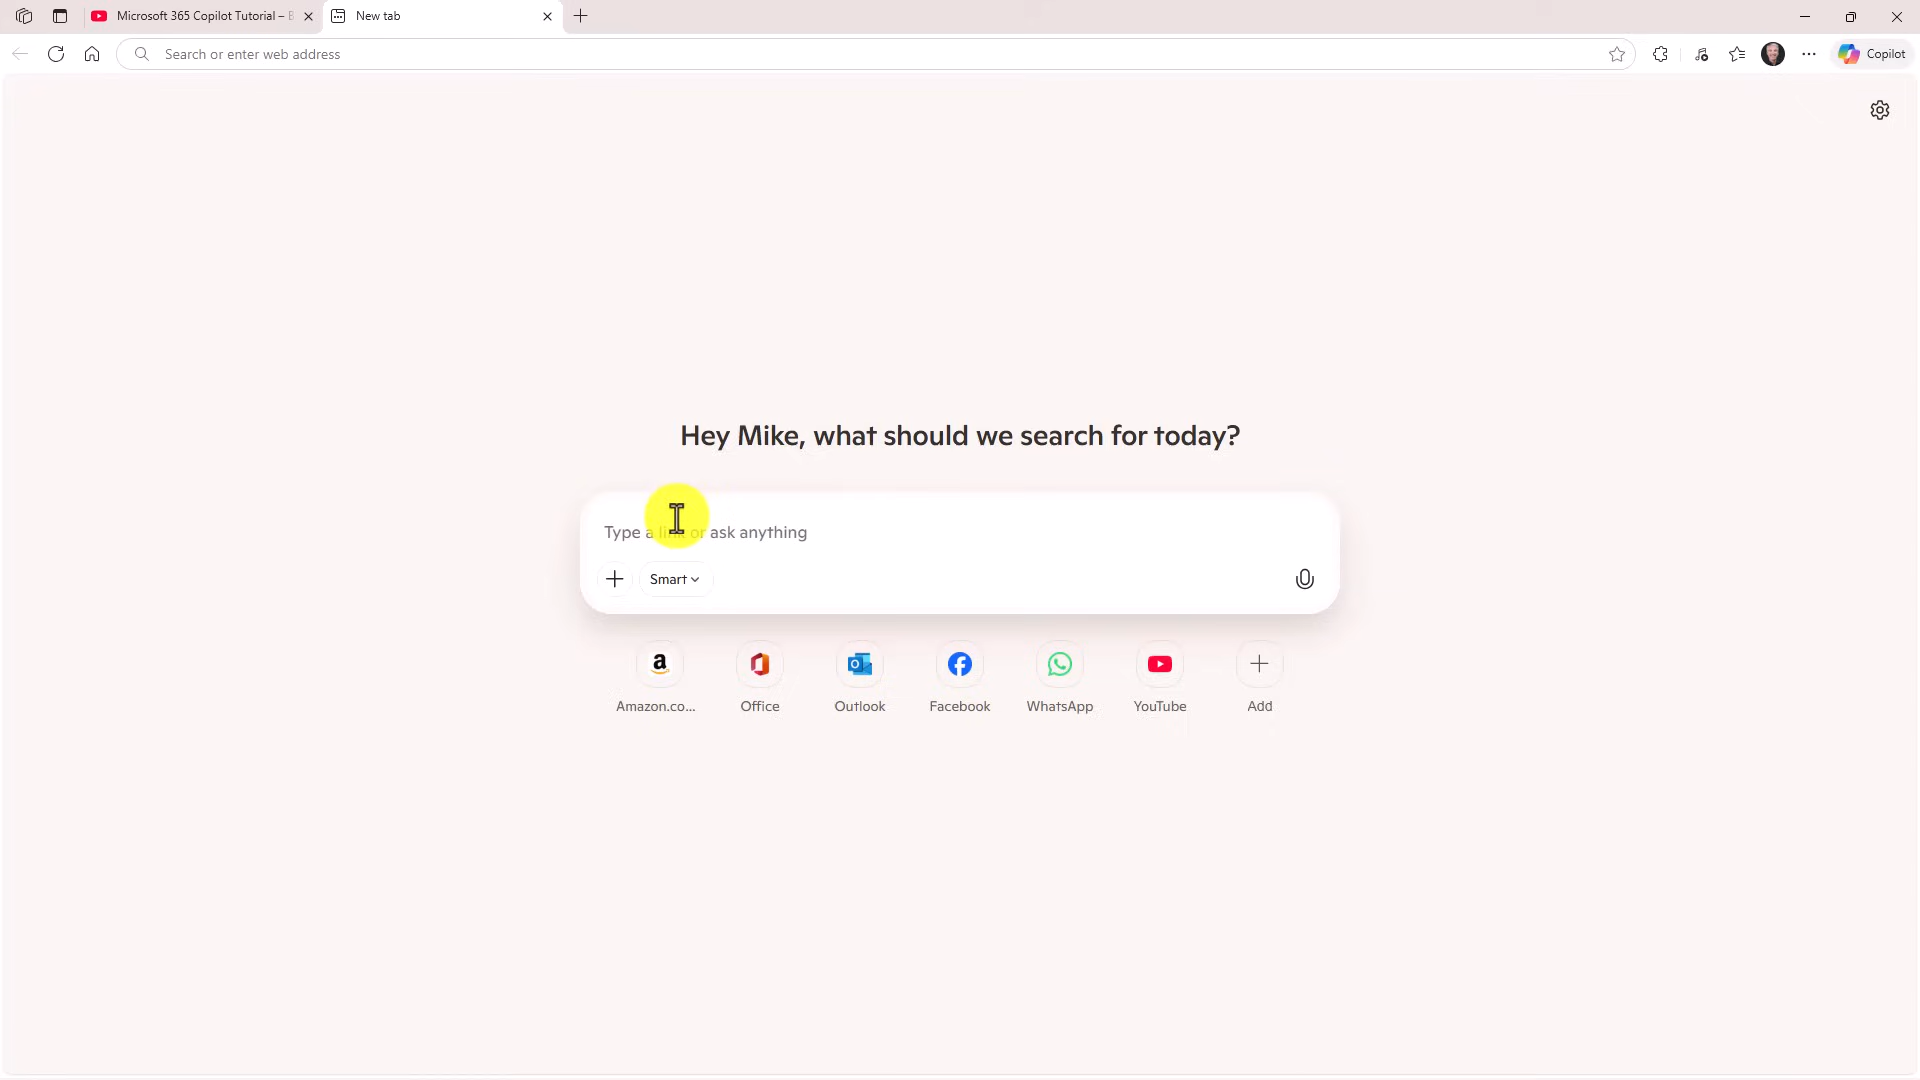 Microsoft 365 Copilot Tutorial –
New tab
Search or enter web address
Copilot
Hey Mike, what should we search for today?
Type a link or ask anything
Smart
Amazon.co...
Office
Outlook
Facebook
WhatsApp
YouTube
Add